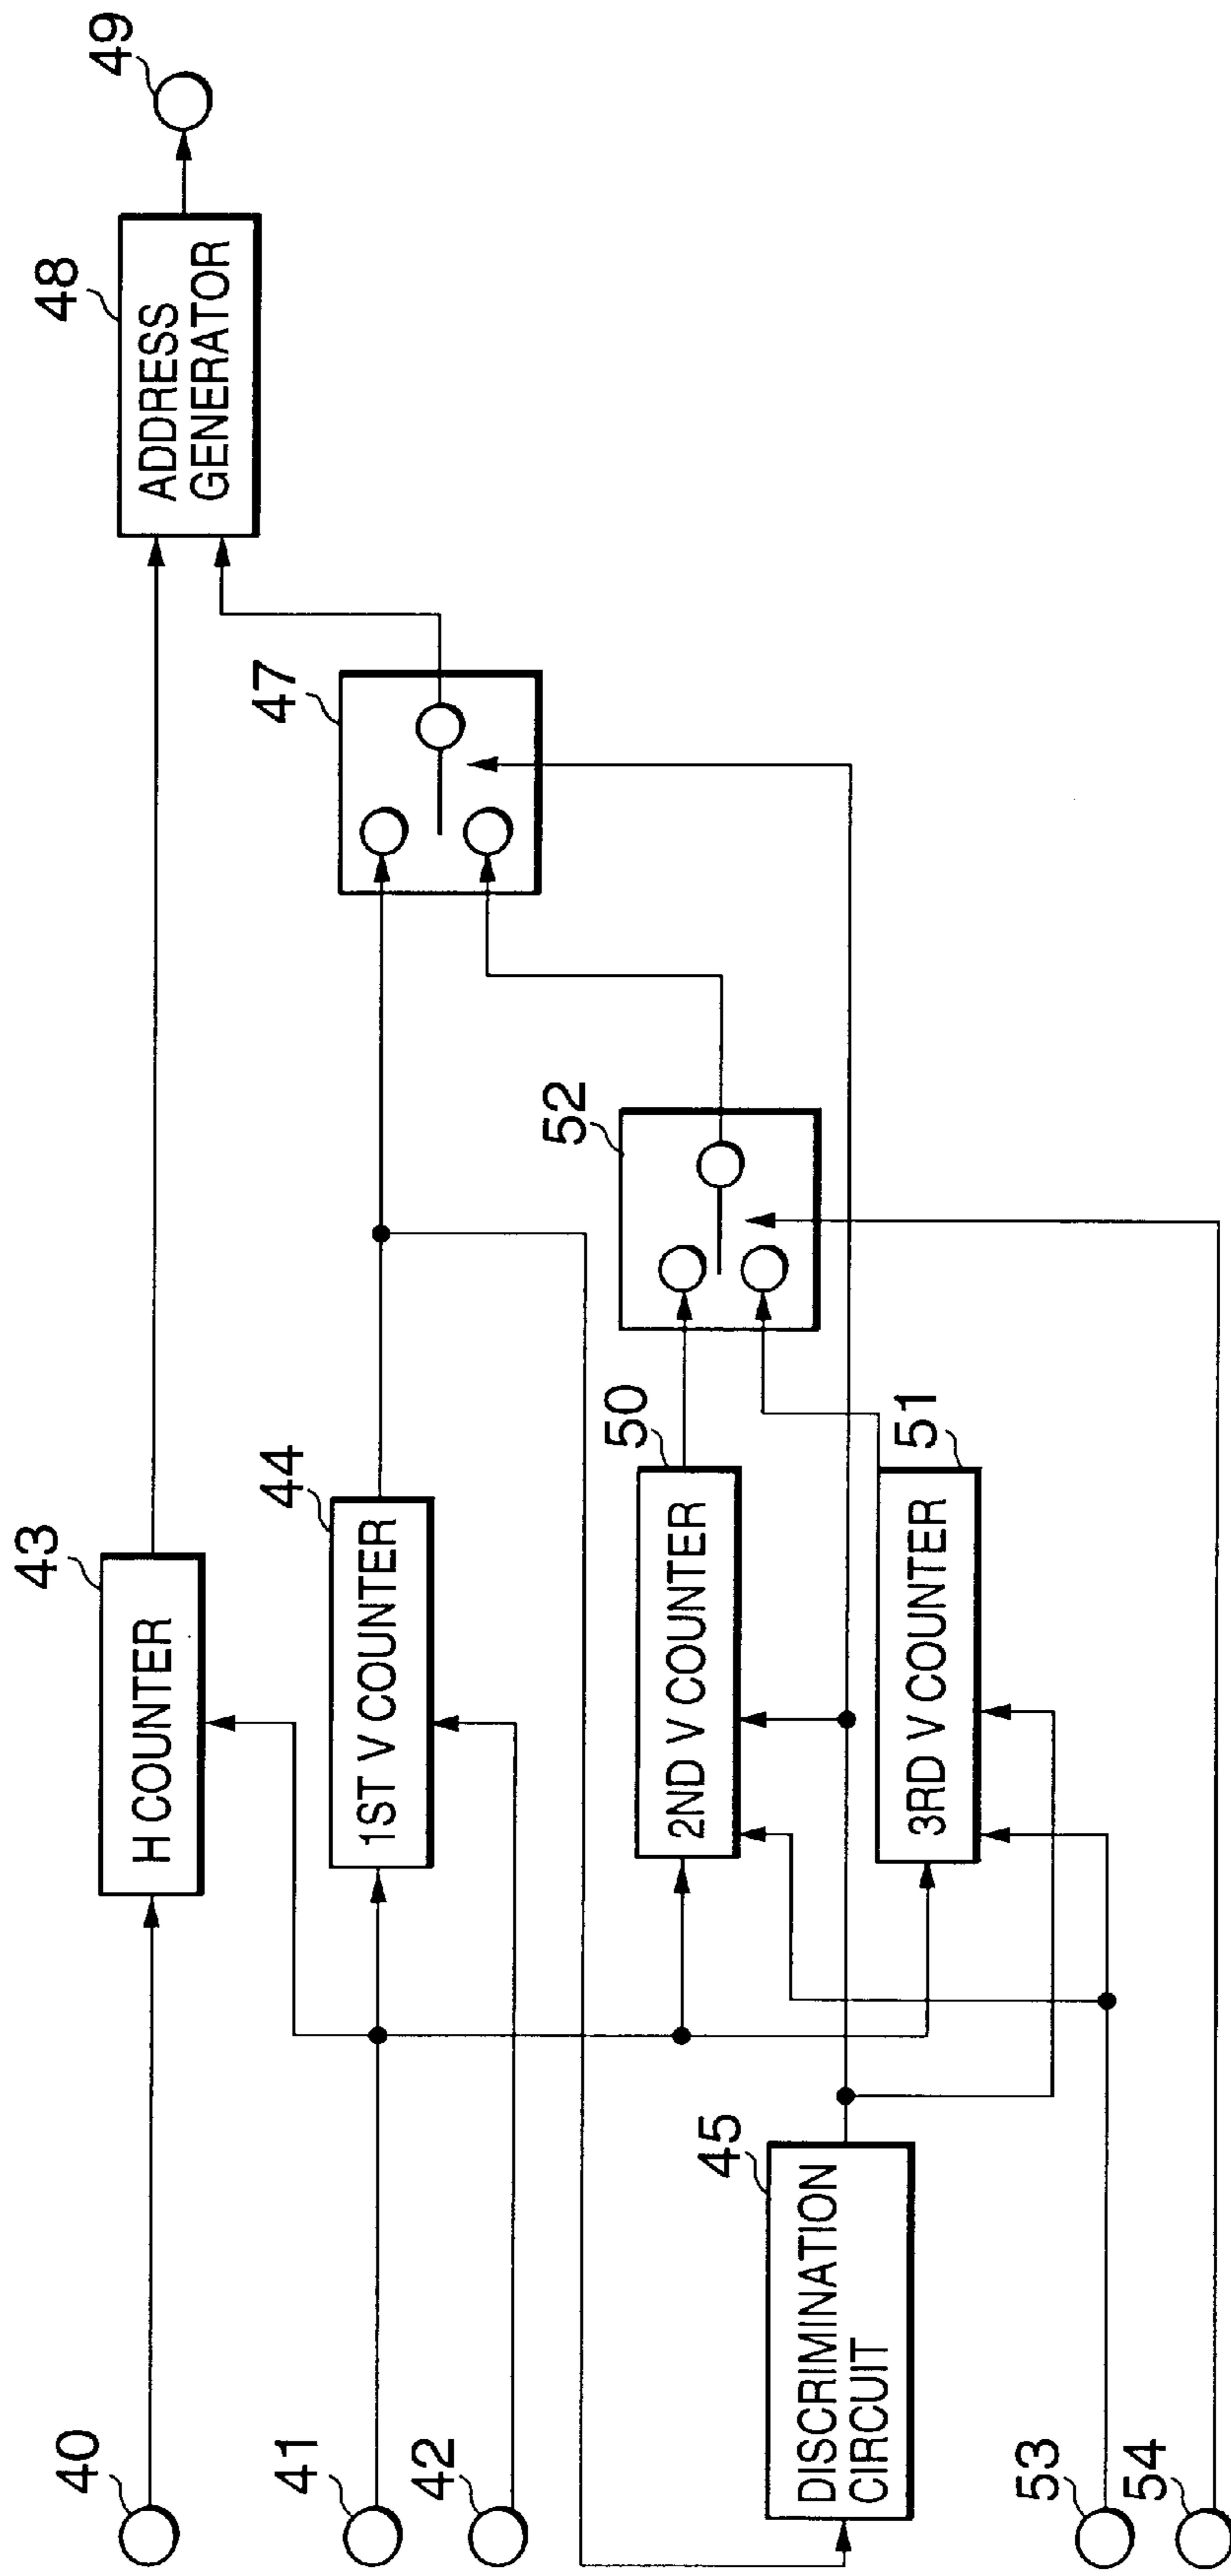 40
41
42
43
H COUNTER
44
1ST V COUNTER
45
DISCRIMINATION
CIRCUIT
47
48
ADDRESS
GENERATOR
49
50
2ND V COUNTER
51
3RD V COUNTER
52
53
54